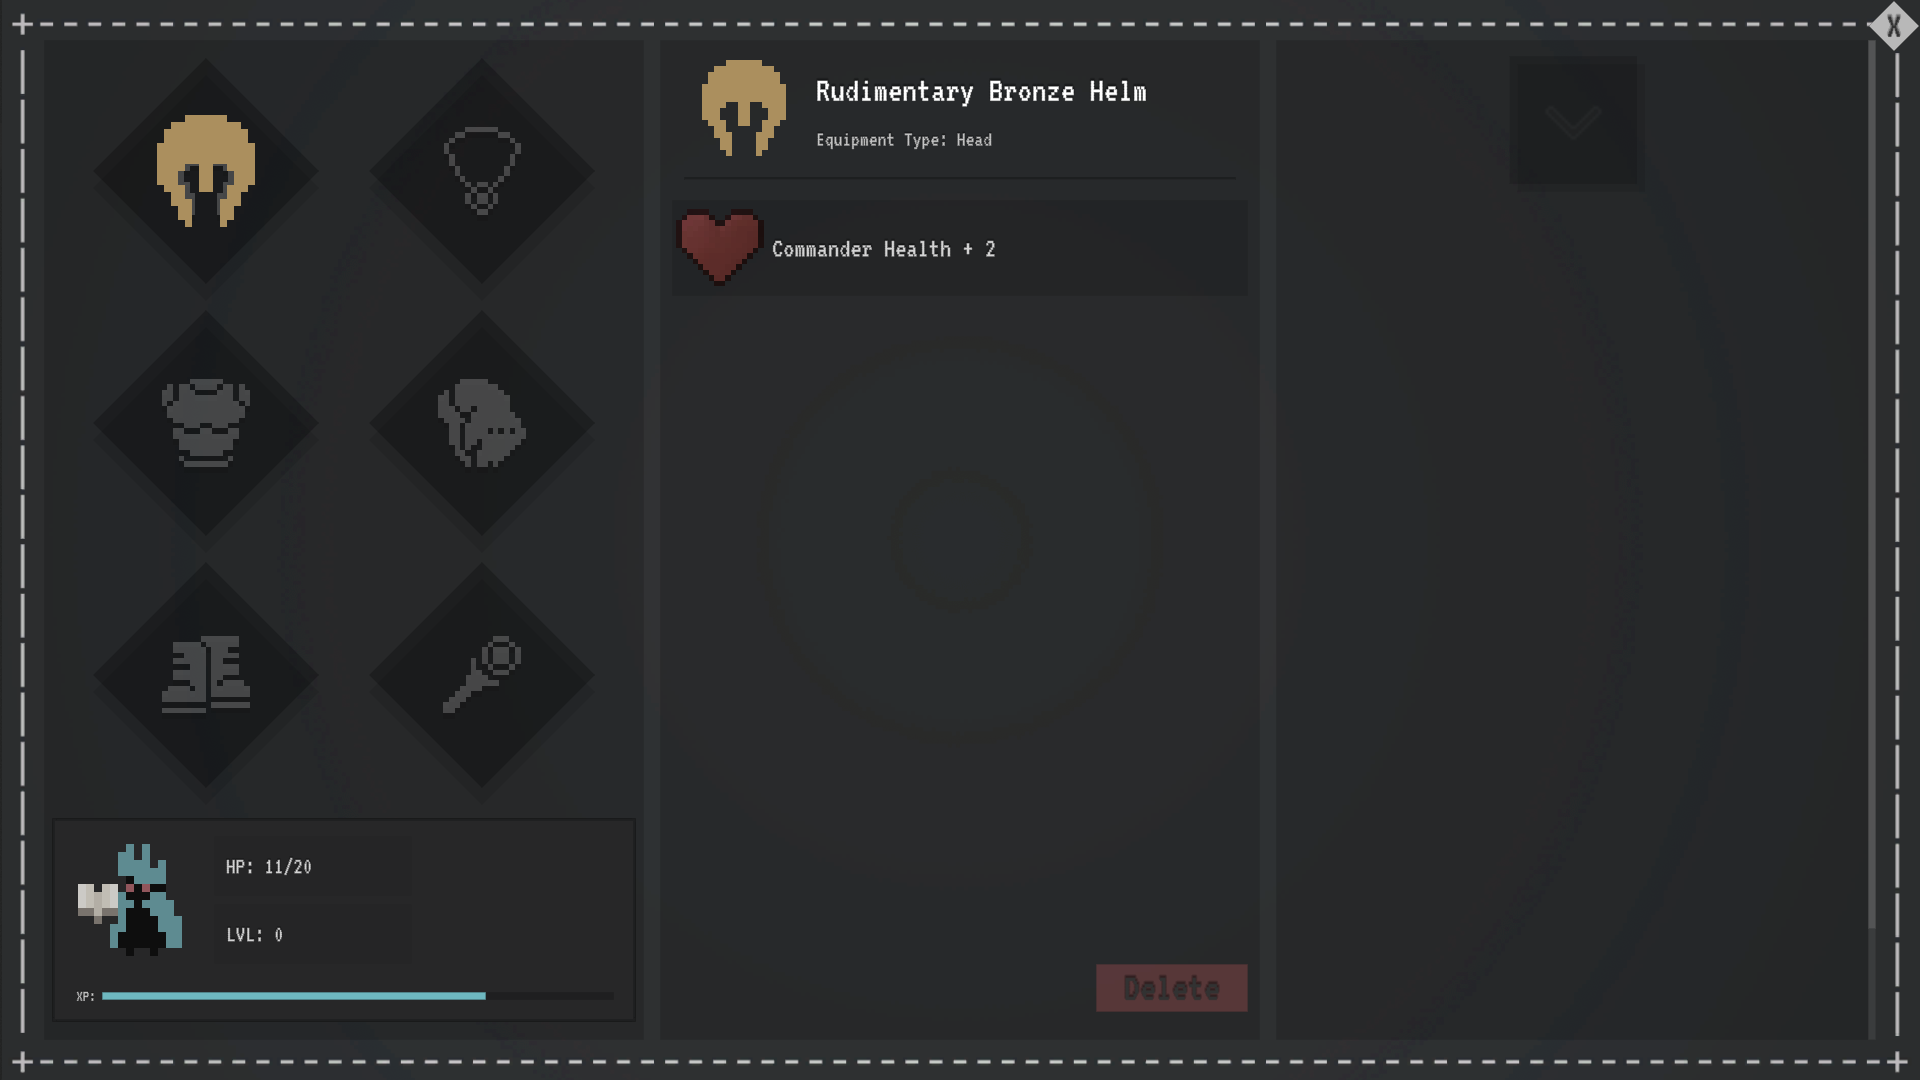 X
Rudimentary Bronze Helm
Equipment Type: Head
Commander Health + 2
HP: 11/20
LVL: 0
XP:
Delete